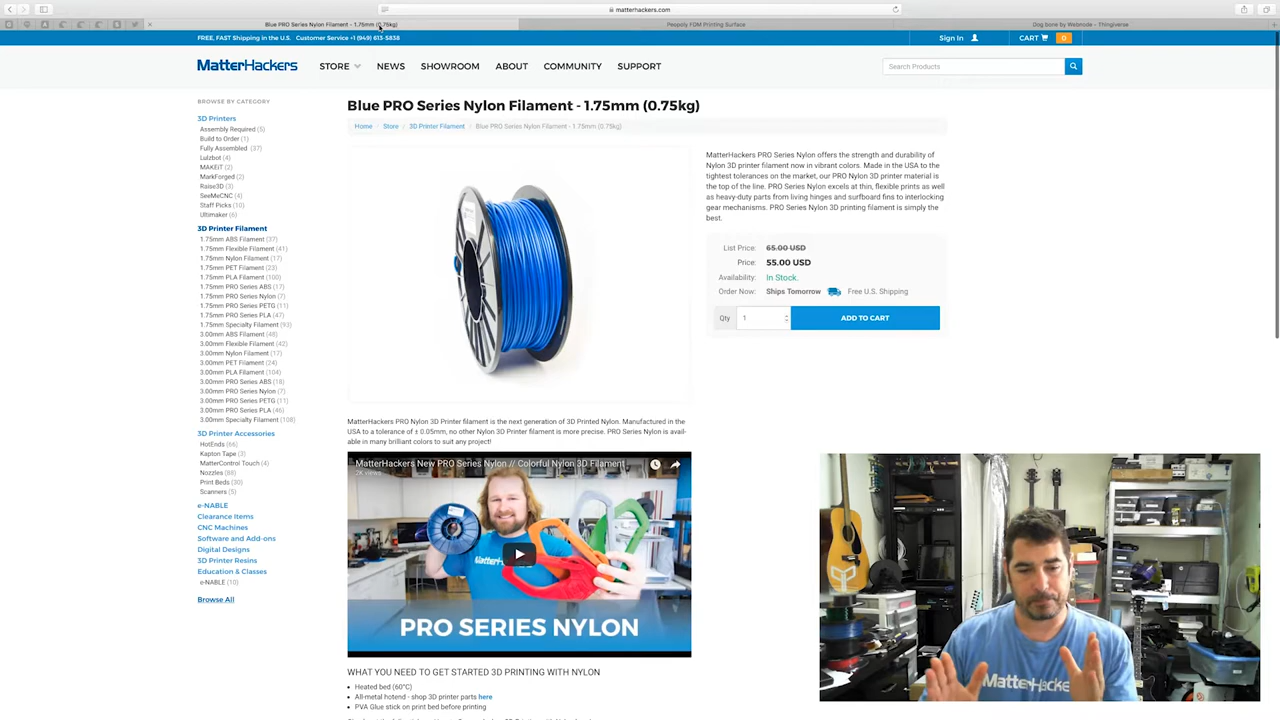 matterhackers.com
Blue PRO Series Nylon Filament - 1.75mm (0.75kg)
Peopoly FDM Printing Surface
Dog bone by Webnode - Thingiverse
FREE, FAST Shipping in the U.S. Customer Service +1 (949) 613-5838
Sign In
CART 0
MatterHackers
STORE
NEWS
SHOWROOM
ABOUT
COMMUNITY
SUPPORT
Search Products
BROWSE BY CATEGORY
3D Printers
Assembly Required (5)
Build to Order (1)
Fully Assembled (37)
Lulzbot (4)
MAKEiT (2)
MarkForged (2)
Raise3D (3)
SeeMeCNC (4)
Staff Picks (10)
Ultimaker (6)
3D Printer Filament
1.75mm ABS Filament (37)
1.75mm Flexible Filament (41)
1.75mm Nylon Filament (17)
1.75mm PET Filament (23)
1.75mm PLA Filament (100)
1.75mm PRO Series ABS (17)
1.75mm PRO Series Nylon (7)
1.75mm PRO Series PETG (11)
1.75mm PRO Series PLA (47)
1.75mm Specialty Filament (93)
3.00mm ABS Filament (48)
3.00mm Flexible Filament (42)
3.00mm Nylon Filament (17)
3.00mm PET Filament (24)
3.00mm PLA Filament (104)
3.00mm PRO Series ABS (18)
3.00mm PRO Series Nylon (7)
3.00mm PRO Series PETG (11)
3.00mm PRO Series PLA (46)
3.00mm Specialty Filament (108)
3D Printer Accessories
HotEnds (66)
Kapton Tape (3)
MatterControl Touch (4)
Nozzles (88)
Print Beds (30)
Scanners (5)
e-NABLE
Clearance Items
CNC Machines
Software and Add-ons
Digital Designs
3D Printer Resins
Education & Classes
e-NABLE (10)
Browse All
Blue PRO Series Nylon Filament - 1.75mm (0.75kg)
Home Store 3D Printer Filament Blue PRO Series Nylon Filament - 1.75mm (0.75kg)
MatterHackers PRO Series Nylon offers the strength and durability of
Nylon 3D printer filament now in vibrant colors. Made in the USA to the
tightest tolerances on the market, our PRO Nylon 3D printer material is
the top of the line. PRO Series Nylon excels at thin, flexible prints as well
as heavy-duty parts from living hinges and surfboard fins to interlocking
gear mechanisms. PRO Series Nylon 3D printing filament is simply the
best.
List Price: 65.00 USD
Price: 55.00 USD
Availability: In Stock.
Order Now: Ships Tomorrow Free U.S. Shipping
Qty 1 ADD TO CART
MatterHackers PRO Nylon 3D Printer filament is the next generation of 3D Printed Nylon. Manufactured in the
USA to a tolerance of ± 0.05mm, no other Nylon 3D Printer filament is more precise. PRO Series Nylon is avail-
able in many brilliant colors to suit any project!
MatterHackers New PRO Series Nylon // Colorful Nylon 3D Filament
2K views
MatterHackers
PRO SERIES NYLON
WHAT YOU NEED TO GET STARTED 3D PRINTING WITH NYLON
Heated bed (60°C)
All-metal hotend - shop 3D printer parts here
PVA Glue stick on print bed before printing
MatterHackers